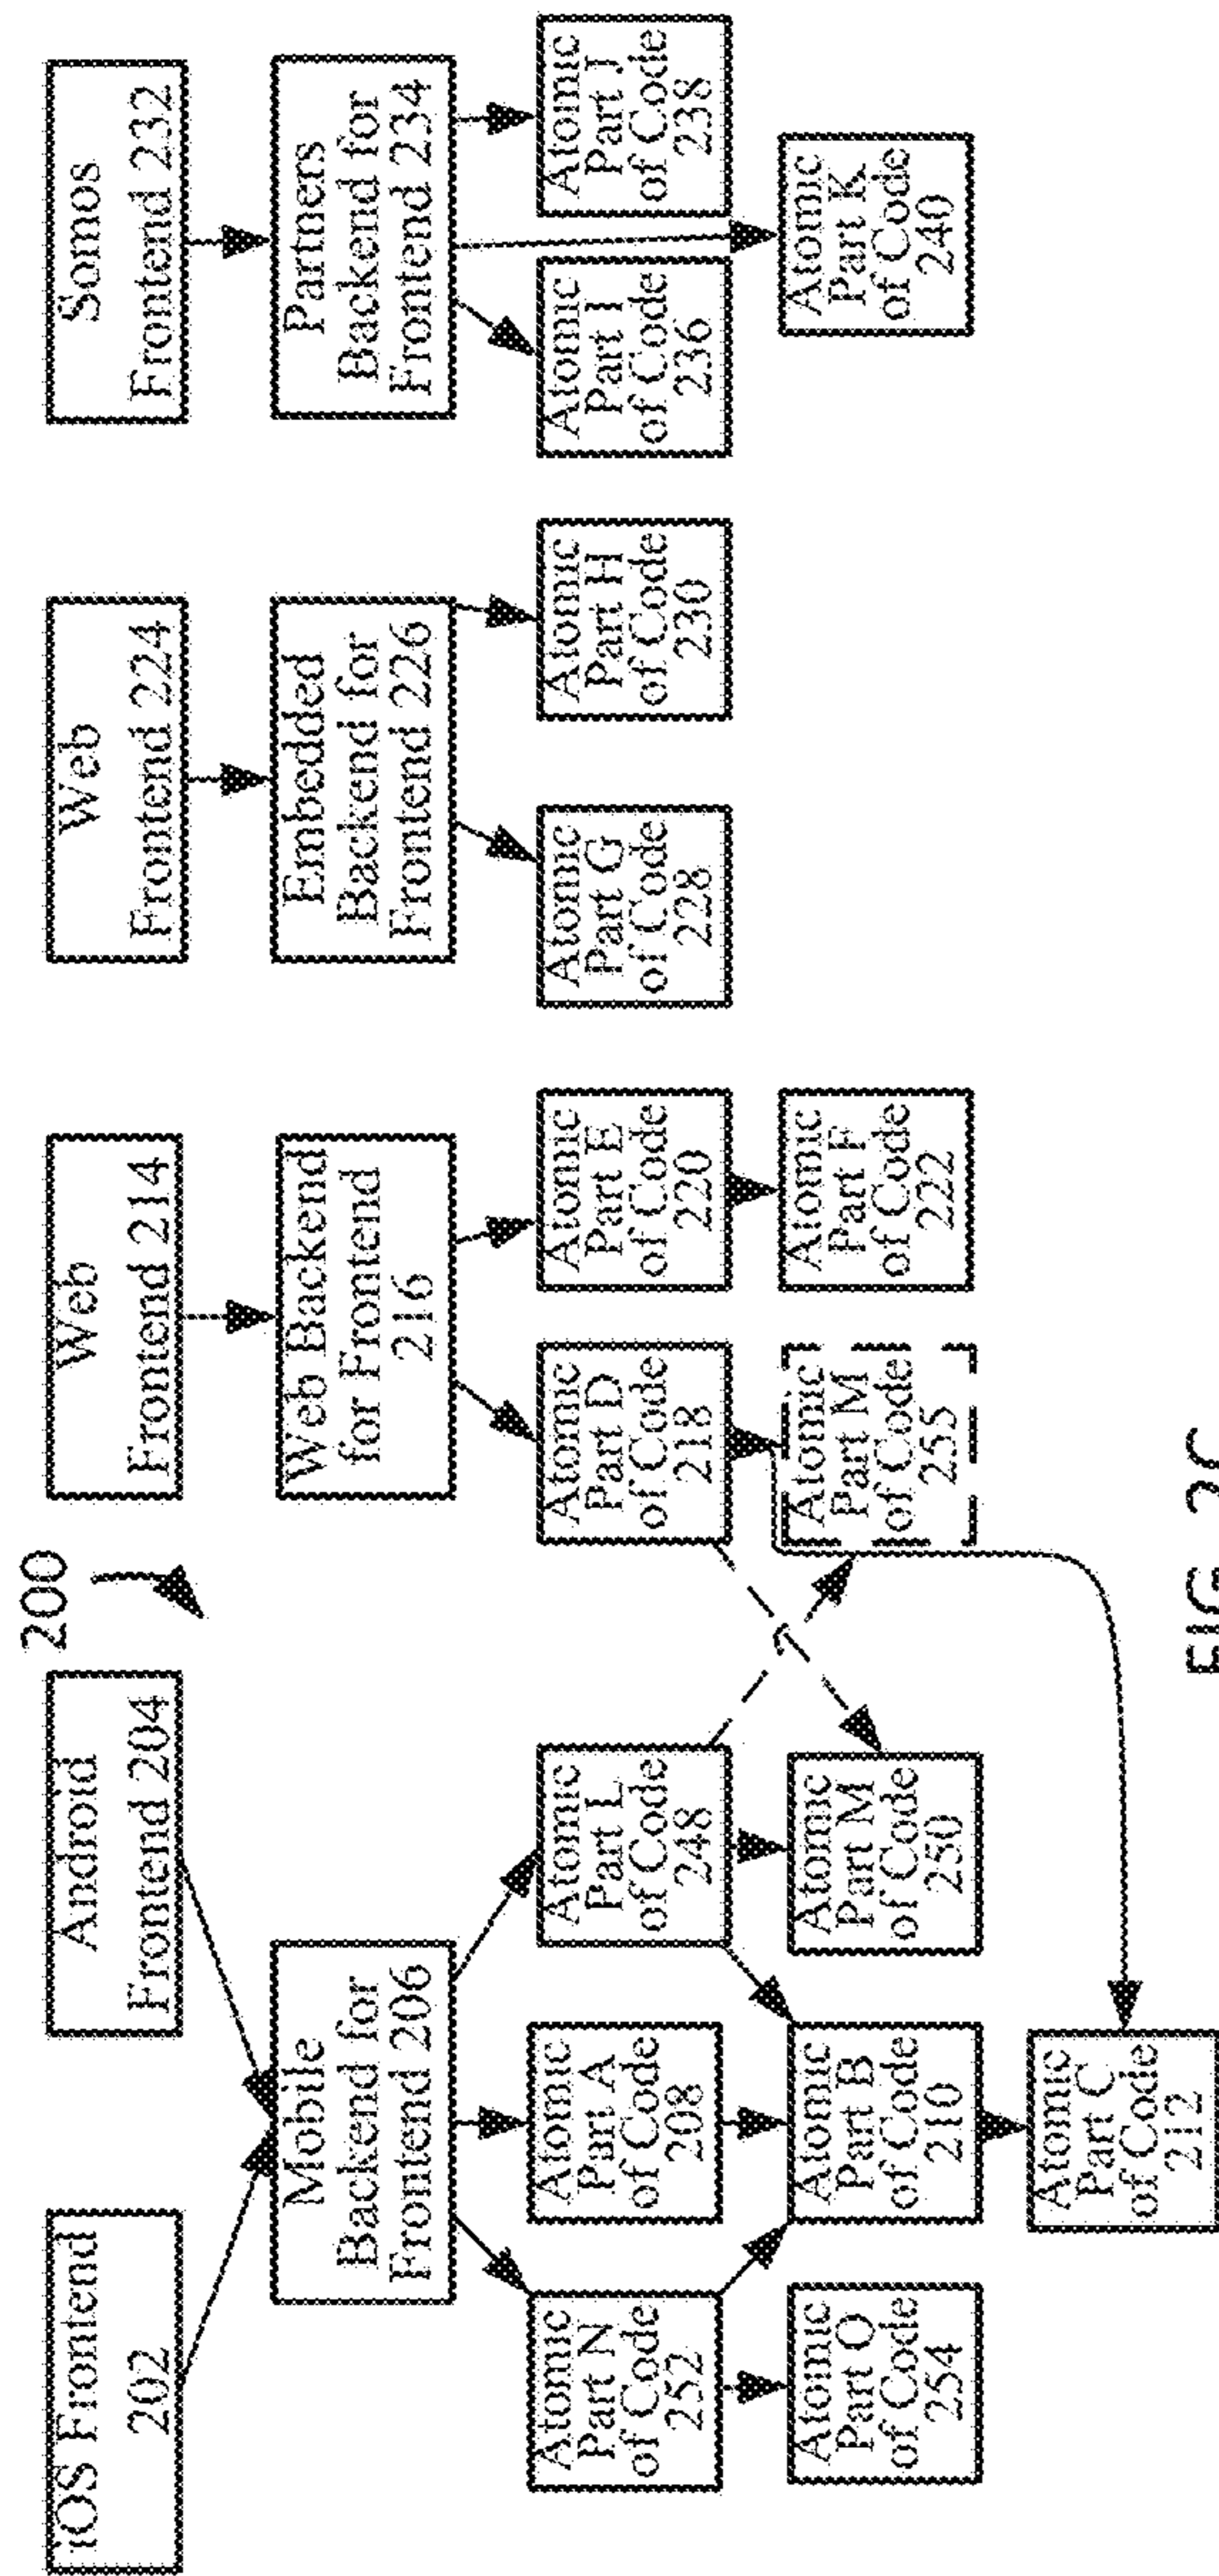 200
iOS Frontend
202
Android
Frontend 204
Web
Frontend 214
Web
Frontend 224
Somos
Frontend 232
Mobile
Backend for
Frontend 206
Web Backend
for Frontend
216
Embedded
Backend for
Frontend 226
Partners
Backend for
Frontend 234
Atomic
Part N
of Code
252
Atomic
Part A
of Code
208
Atomic
Part L
of Code
248
Atomic
Part D
of Code
218
Atomic
Part E
of Code
220
Atomic
Part G
of Code
228
Atomic
Part H
of Code
230
Atomic
Part I
of Code
236
Atomic
Part J
of Code
238
Atomic
Part O
of Code
254
Atomic
Part B
of Code
210
Atomic
Part M
of Code
250
Atomic
Part M
of Code
255
Atomic
Part F
of Code
222
Atomic
Part K
of Code
240
Atomic
Part C
of Code
212
FIG. 2C